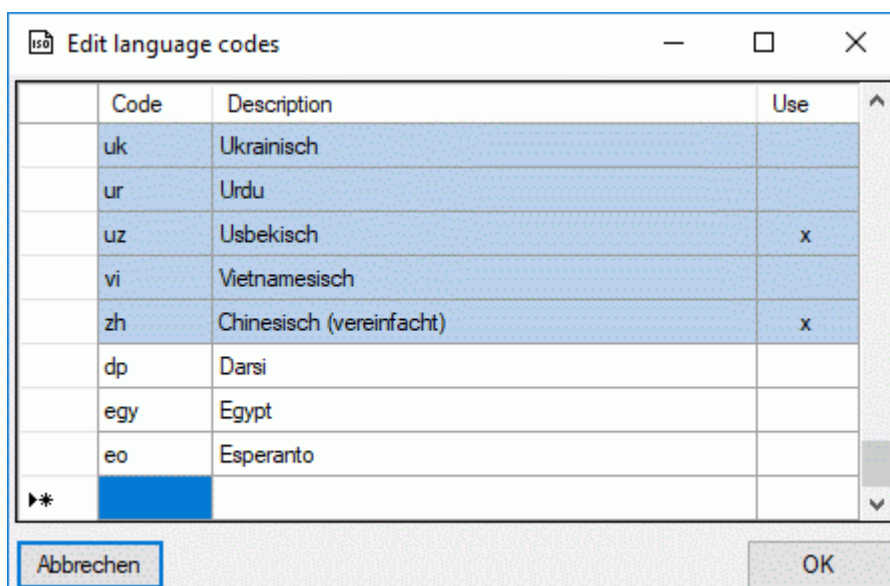 ISO Edit language codes
Code Description Use
uk Ukrainisch
ur Urdu
uz Usbekisch x
vi Vietnamesisch
zh Chinesisch (vereinfacht) x
dp Darsi
egy Egypt
eo Esperanto
Abbrechen OK